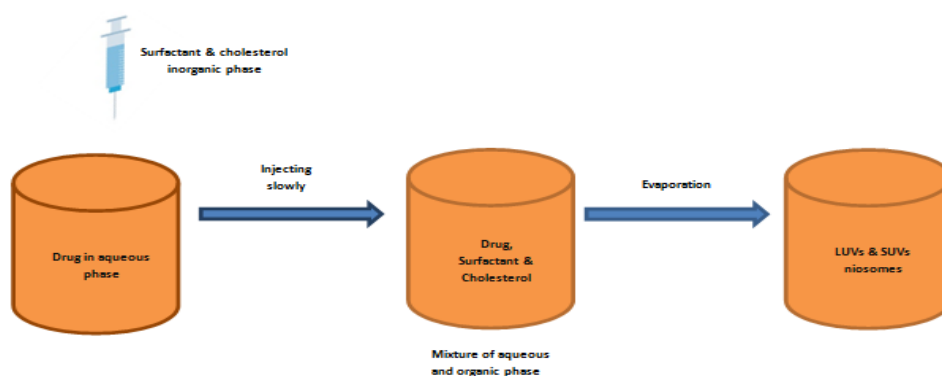 Surfactant & cholesterol
inorganic phase
Injecting
slowly
Evaporation
Drug in aqueous
phase
Drug,
Surfactant &
Cholesterol
LUVs & SUVs
niosomes
Mixture of aqueous
and organic phase